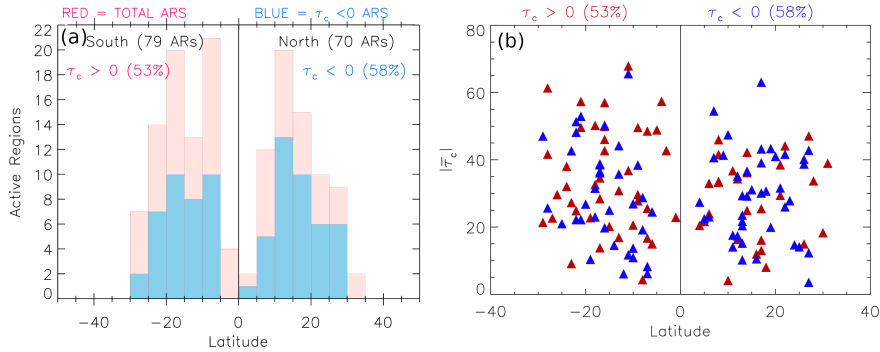 RED = TOTAL ARS
BLUE = τc <0 ARS
(a)
South (79 ARs)
North (70 ARs)
τc > 0 (53%)
τc < 0 (58%)
Active Regions
22
20
18
16
14
12
10
8
6
4
2
0
−40
−20
0
20
40
Latitude
τc > 0 (53%)
τc < 0 (58%)
(b)
|τ̅c|
80
60
40
20
0
−40
−20
0
20
40
Latitude